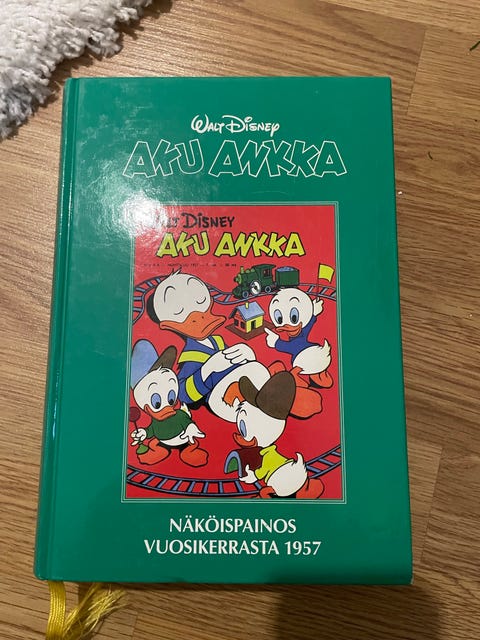 WALT DISNEY
AKU ANKKA
WALT DISNEY
AKU ANKKA
NÄKÖISPAINOS
VUOSIKERRASTA 1957